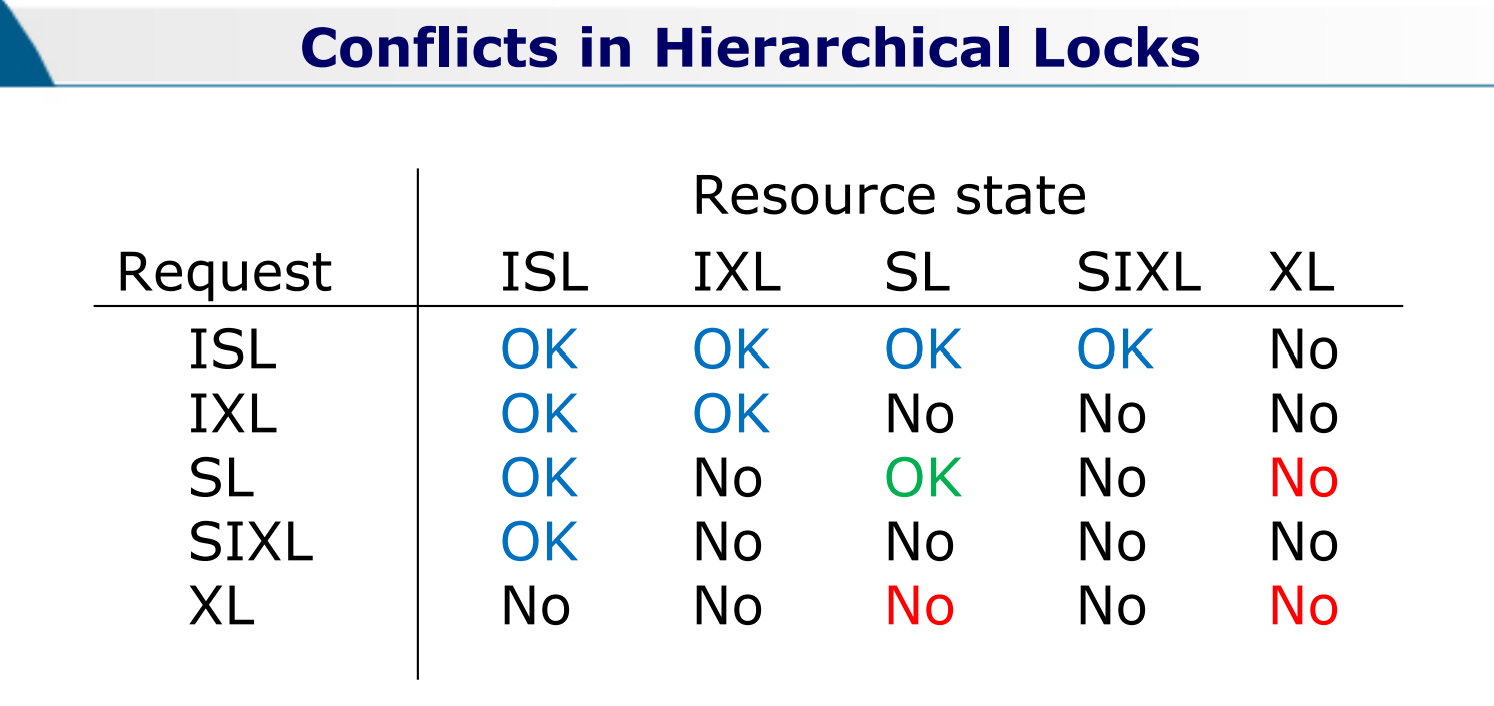 Conflicts in Hierarchical Locks
Resource state
Request ISL IXL SL SIXL XL
ISL OK OK OK OK No
IXL OK OK No No No
SL OK No OK No No
SIXL OK No No No No
XL No No No No No